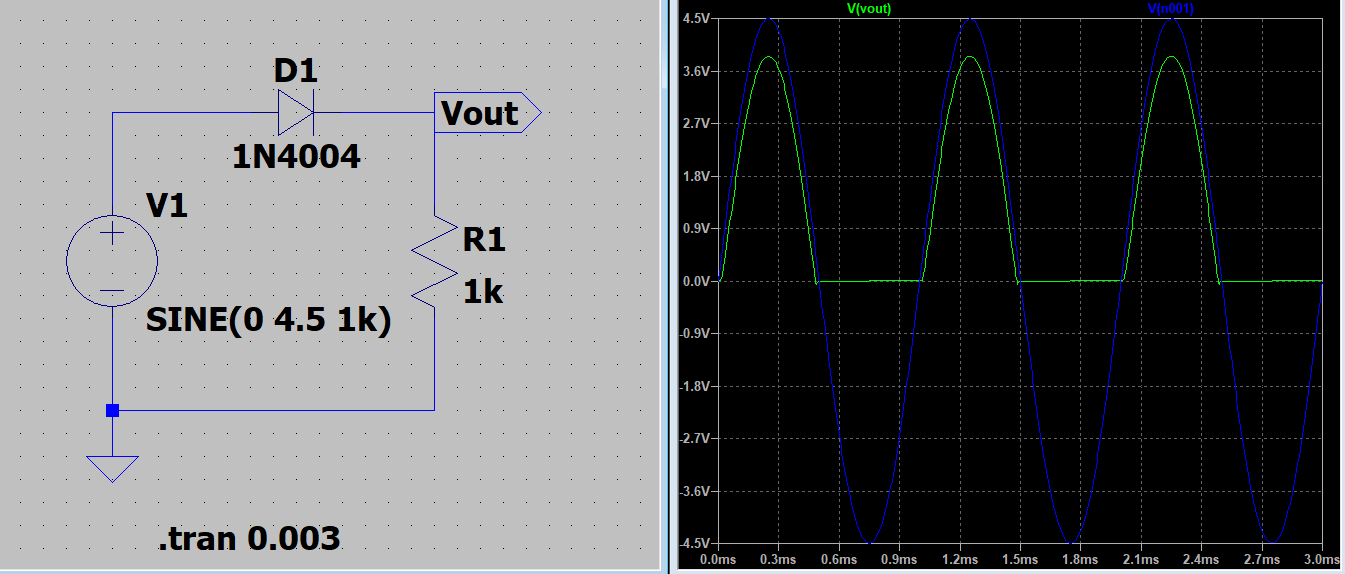 D1
1N4004
Vout
V1
SINE(0 4.5 1k)
R1
1k
.tran 0.003
V(vout)
V(n001)
4.5V
3.6V
2.7V
1.8V
0.9V
0.0V
-0.9V
-1.8V
-2.7V
-3.6V
-4.5V
0.0ms 0.3ms 0.6ms 0.9ms 1.2ms 1.5ms 1.8ms 2.1ms 2.4ms 2.7ms 3.0ms